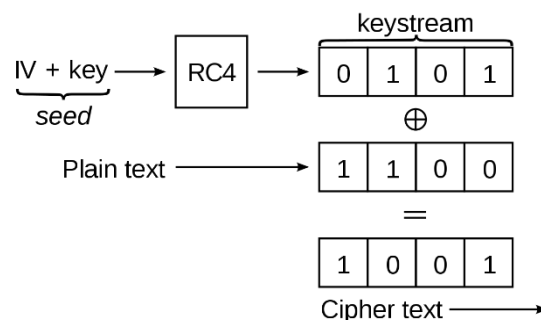 keystream
IV + key
RC4
0 1 0 1
seed
⊕
Plain text
1 1 0 0
=
1 0 0 1
Cipher text